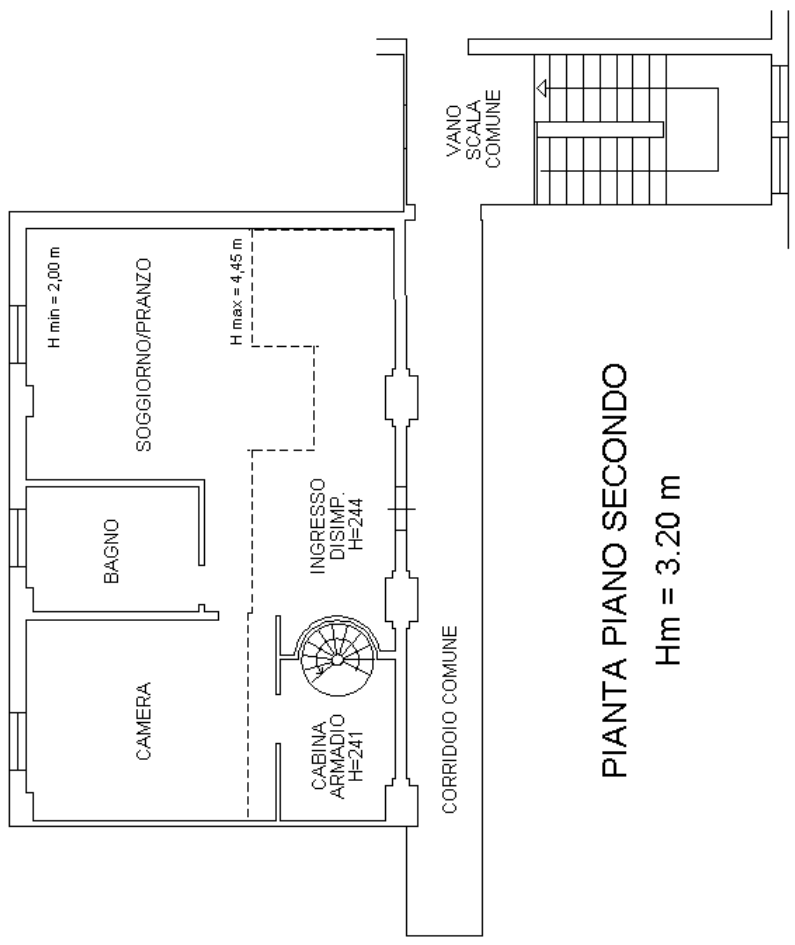 H min = 2,00 m
SOGGIORNO/PRANZO
H max = 4,45 m
BAGNO
INGRESSO
DISIMP.
H=244
CAMERA
CABINA
ARMADIO
H=241
CORRIDOIO COMUNE
VANO
SCALA
COMUNE
PIANTA PIANO SECONDO
Hm = 3.20 m